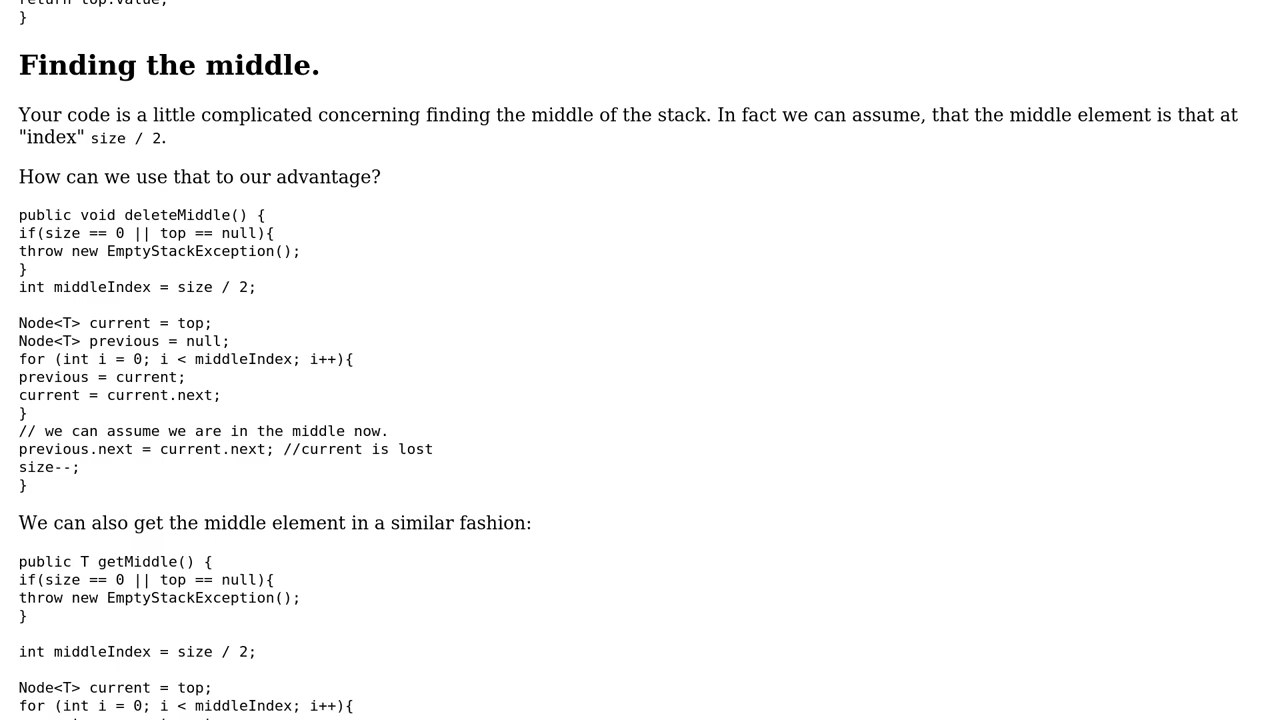 return top.value;
}
Finding the middle.
Your code is a little complicated concerning finding the middle of the stack. In fact we can assume, that the middle element is that at
"index" size / 2.
How can we use that to our advantage?
public void deleteMiddle() {
if(size == 0 || top == null){
throw new EmptyStackException();
}
int middleIndex = size / 2;
Node<T> current = top;
Node<T> previous = null;
for (int i = 0; i < middleIndex; i++){
previous = current;
current = current.next;
}
// we can assume we are in the middle now.
previous.next = current.next; //current is lost
size--;
}
We can also get the middle element in a similar fashion:
public T getMiddle() {
if(size == 0 || top == null){
throw new EmptyStackException();
}
int middleIndex = size / 2;
Node<T> current = top;
for (int i = 0; i < middleIndex; i++){